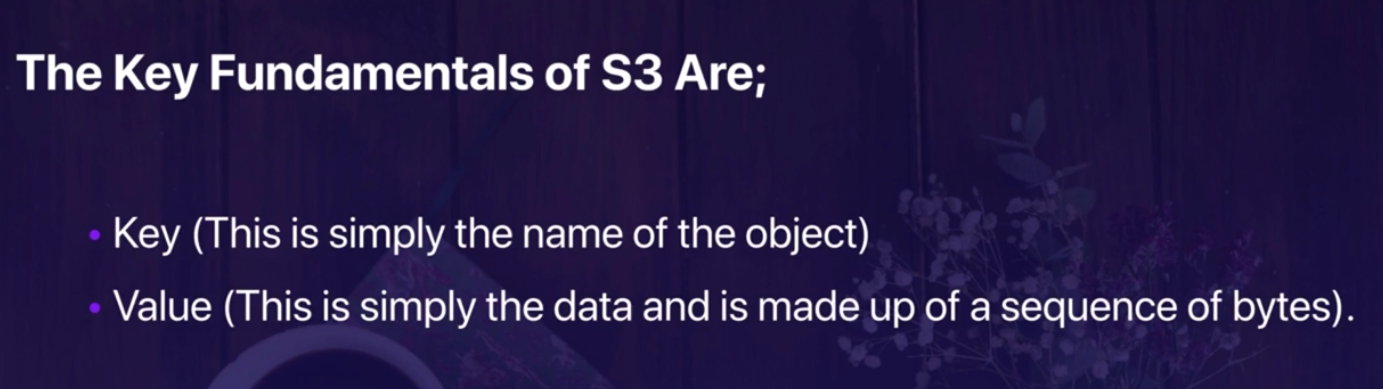 The Key Fundamentals of S3 Are;
• Key (This is simply the name of the object)
• Value (This is simply the data and is made up of a sequence of bytes).